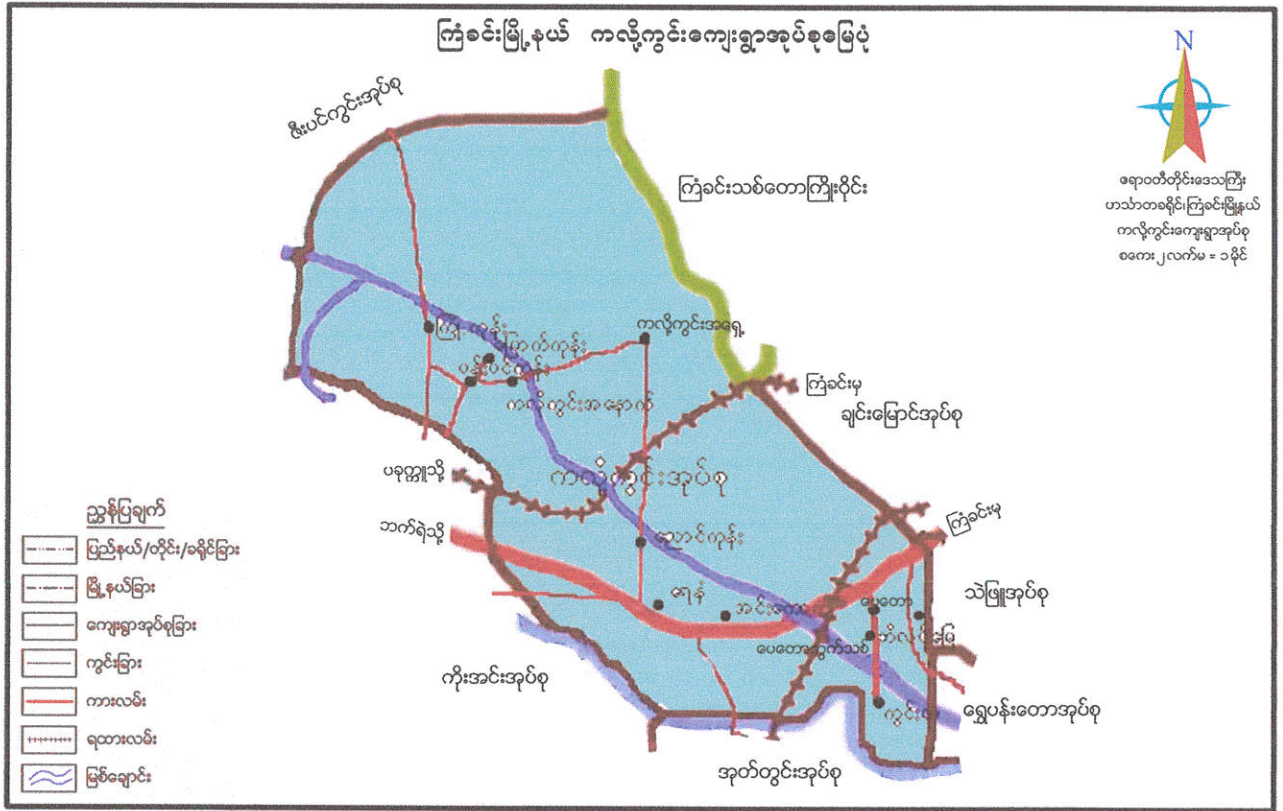 ကြံခင်းမြို့နယ် ကလို့ကွင်းကျေးရွာအုပ်စုမြေပုံ
N
ဧရာဝတီတိုင်းဒေသကြီး
ဟင်္သာတခရိုင်၊ကြံခင်းမြို့နယ်
ကလို့ကွင်းကျေးရွာအုပ်စု
စကေး၂လက်မ = ၁မိုင်
ဇီးပင်ကွင်းအုပ်စု
ကြံခင်းသစ်တောကြိုးဝိုင်း
ကလို့ကွင်းအရှေ့
ကလို့ကွင်းအနောက်
ကြံခင်းမှ
ချင်းမြောင်အုပ်စု
ပခုက္ကူသို့
ကလို့ကွင်းအုပ်စု
ဘက်ရဲသို့
ညောင်ကုန်း
ကြံခင်းမှ
ရေနံ
ပေတော
သဲဖြူအုပ်စု
ပေတောကွက်သစ်
ကိုးအင်းအုပ်စု
ရွှေပန်းတောအုပ်စု
အုတ်တွင်းအုပ်စု
ညွှန်ပြချက်
ပြည်နယ်/တိုင်း/ခရိုင်ခြား
မြို့နယ်ခြား
ကျေးရွာအုပ်စုခြား
ကွင်းခြား
ကားလမ်း
ရထားလမ်း
မြစ်ချောင်း